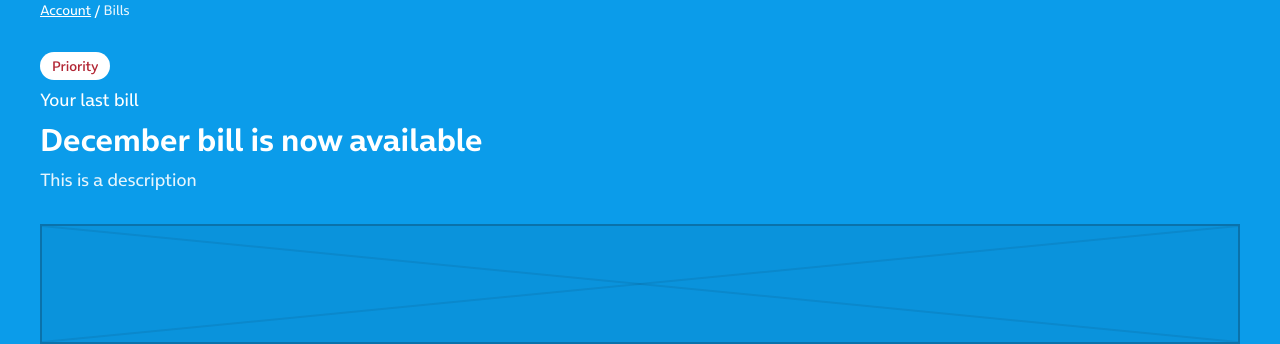 Account / Bills
Priority
Your last bill
December bill is now available
This is a description